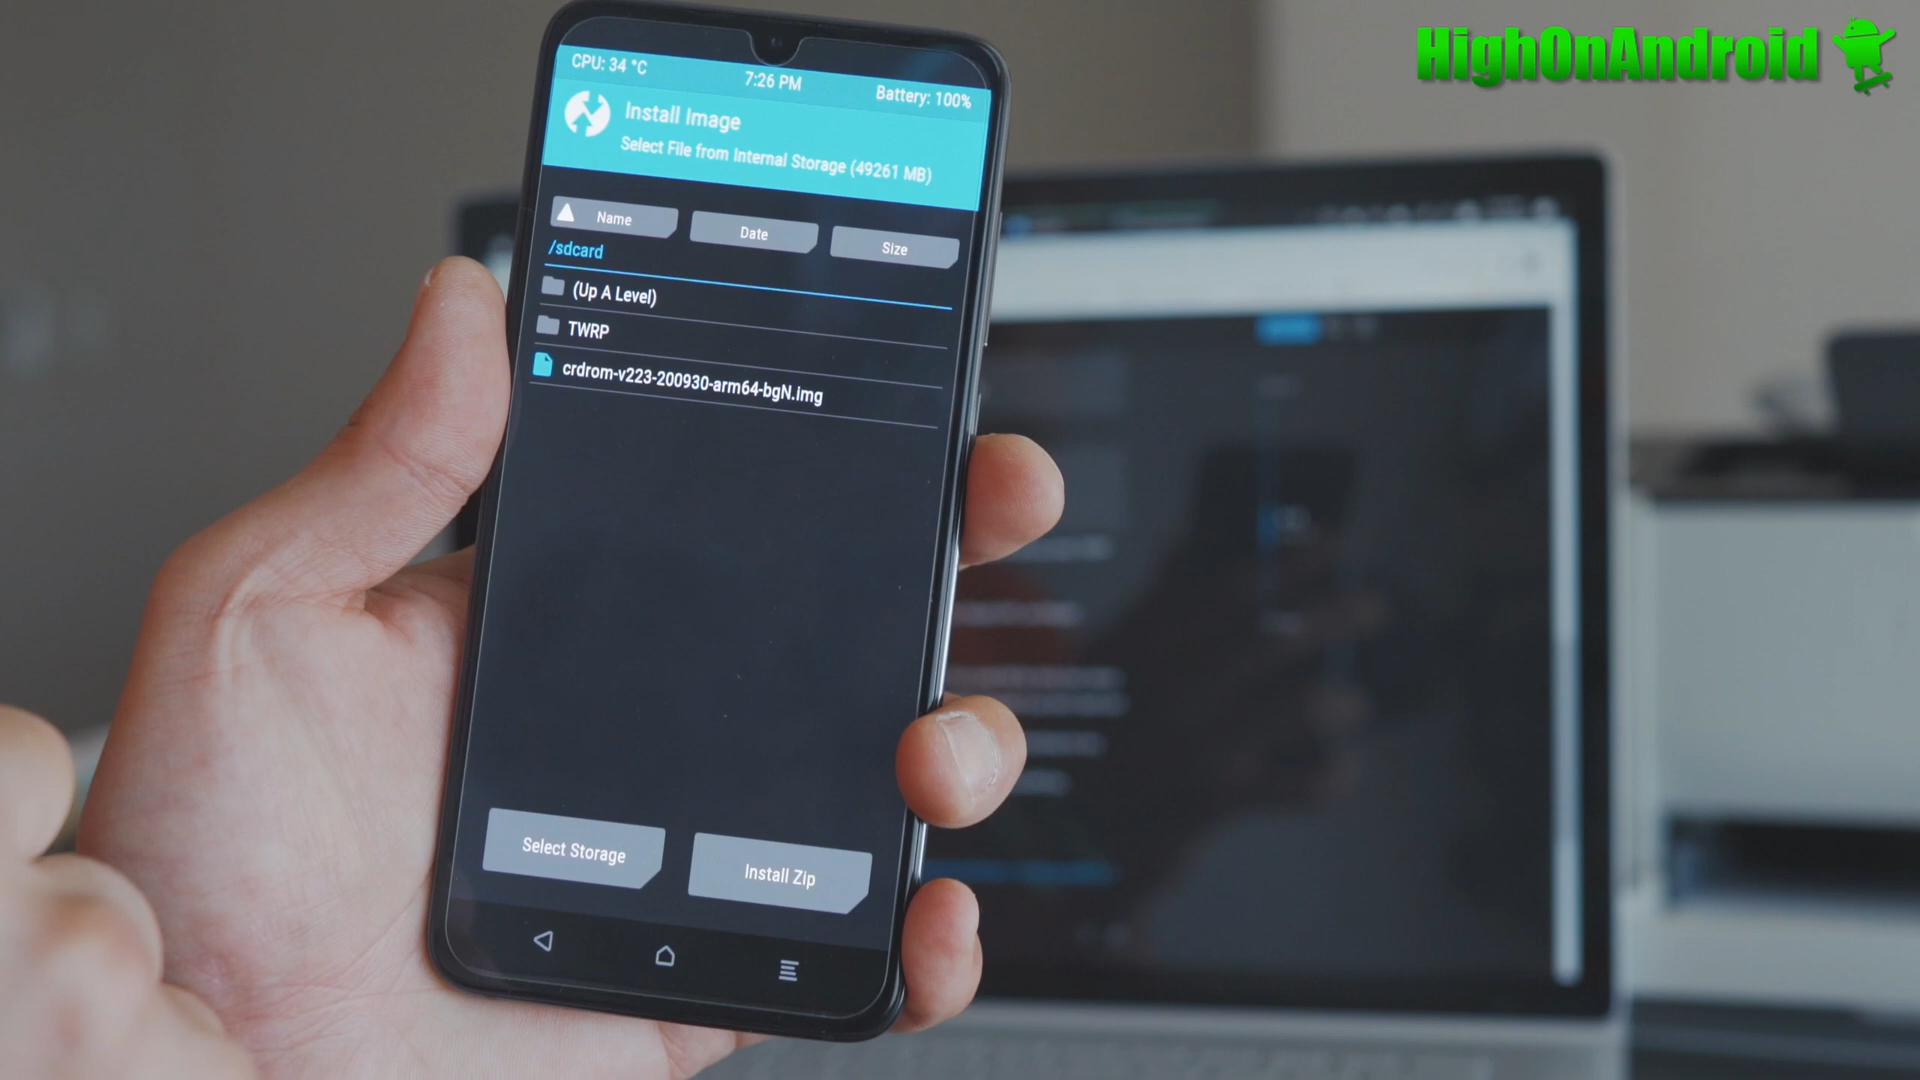 HighOnAndroid
CPU: 34 °C
7:26 PM
Battery: 100%
Install Image
Select File from Internal Storage (49261 MB)
Name
Date
Size
/sdcard
(Up A Level)
TWRP
crdrom-v223-200930-arm64-bgN.img
Select Storage
Install Zip